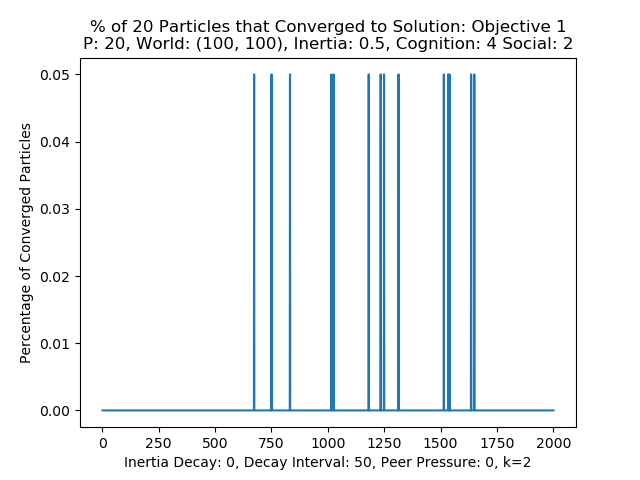 % of 20 Particles that Converged to Solution: Objective 1
P: 20, World: (100, 100), Inertia: 0.5, Cognition: 4 Social: 2
Percentage of Converged Particles
0.05
0.04
0.03
0.02
0.01
0.00
0 250 500 750 1000 1250 1500 1750 2000
Inertia Decay: 0, Decay Interval: 50, Peer Pressure: 0, k=2